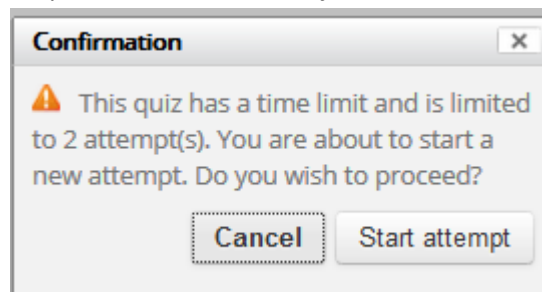 Confirmation
This quiz has a time limit and is limited
to 2 attempt(s). You are about to start a
new attempt. Do you wish to proceed?
Cancel Start attempt